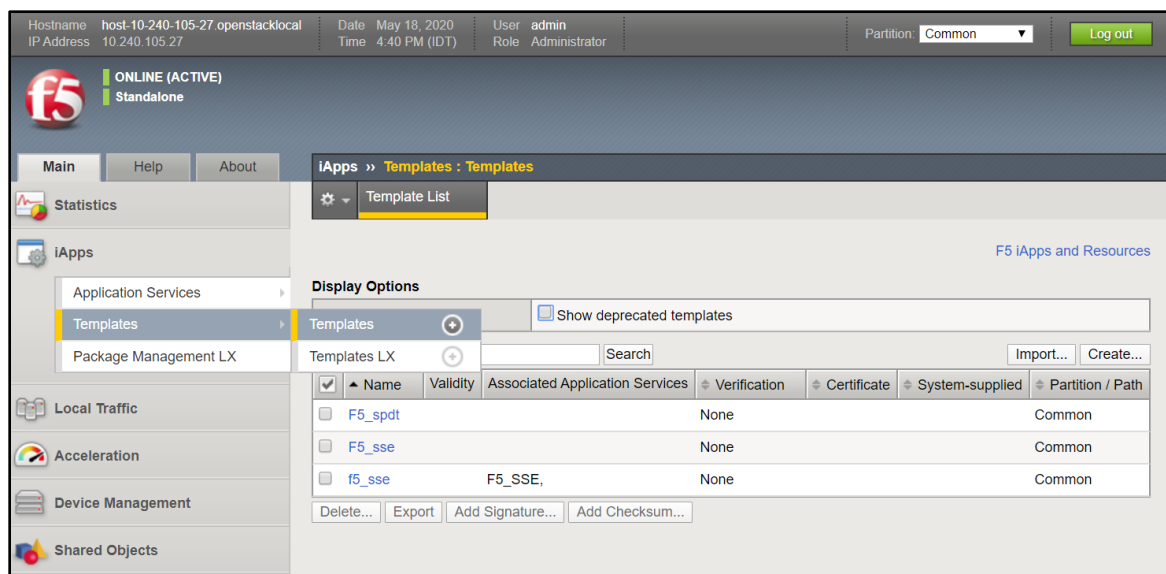 Hostname host-10-240-105-27.openstacklocal Date May 18, 2020 User admin
IP Address 10.240.105.27 Time 4:40 PM (IDT) Role Administrator
Partition: Common Log out
f5
ONLINE (ACTIVE)
Standalone
Main Help About
iApps ›› Templates : Templates
Template List
Statistics
iApps
F5 iApps and Resources
Application Services
Display Options
Templates
Templates
Show deprecated templates
Package Management LX
Templates LX
Search Import... Create...
Name Validity Associated Application Services Verification Certificate System-supplied Partition / Path
F5_spdt None Common
F5_sse None Common
f5_sse F5_SSE, None Common
Delete... Export Add Signature... Add Checksum...
Local Traffic
Acceleration
Device Management
Shared Objects